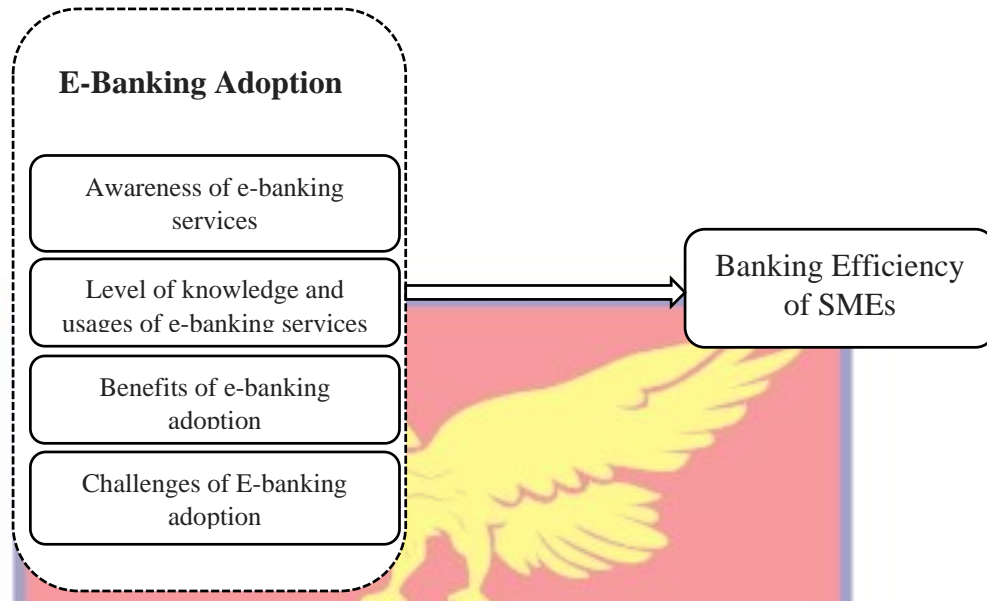 E-Banking Adoption
Awareness of e-banking
services
Level of knowledge and
usages of e-banking services
Benefits of e-banking
adoption
Challenges of E-banking
adoption
Banking Efficiency
of SMEs